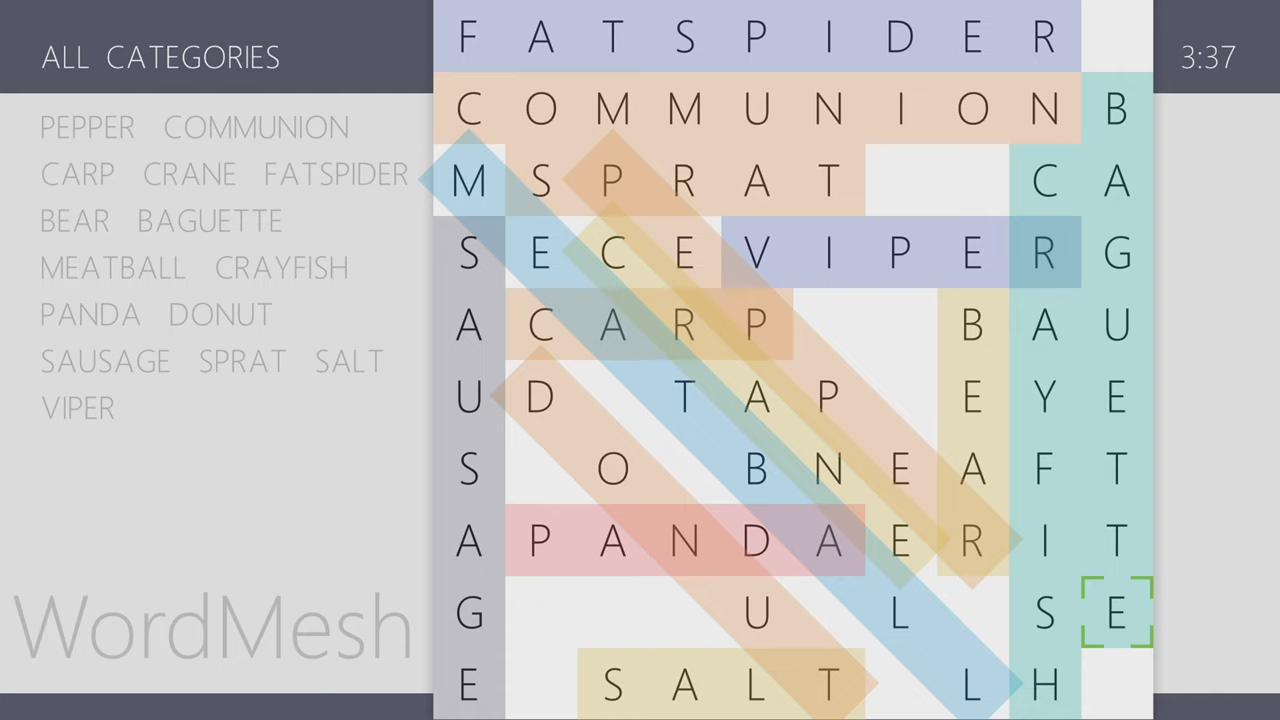 ALL CATEGORIES
3:37
PEPPER COMMUNION
CARP CRANE FATSPIDER
BEAR BAGUETTE
MEATBALL CRAYFISH
PANDA DONUT
SAUSAGE SPRAT SALT
VIPER
WordMesh
F A T S P I D E R
C O M M U N I O N B
M S P R A T C A
S E C E V I P E R G
A C A R P B A U
U D T A P E Y E
S O B N E A F T
A P A N D A E R I T
G U L S E
E S A L T L H